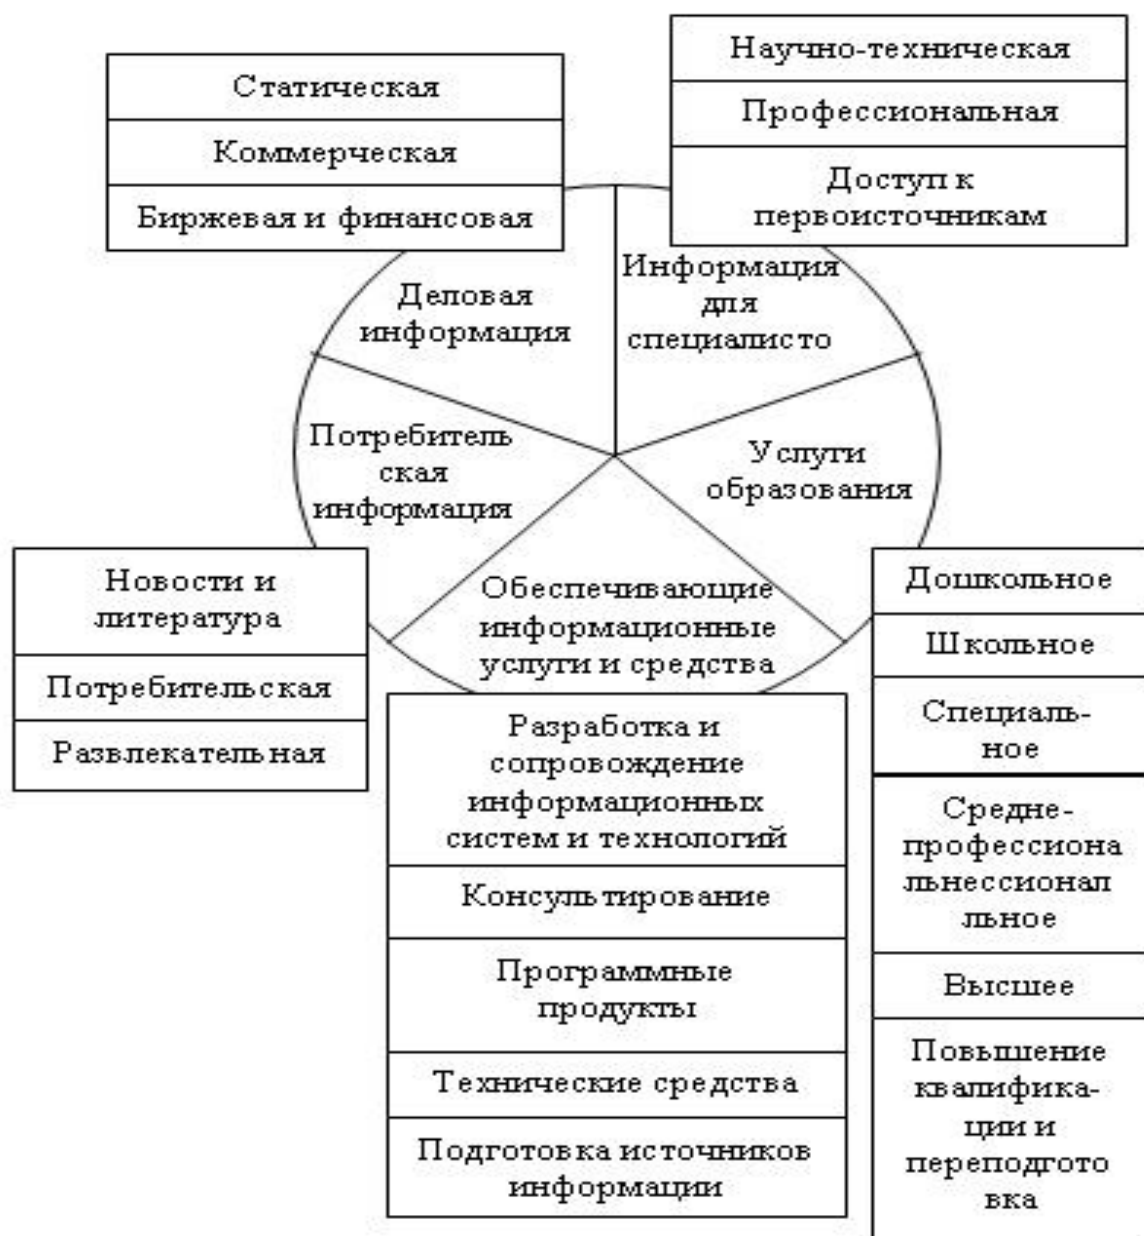 Статическая
Коммерческая
Биржевая и финансовая
Научно-техническая
Профессиональная
Доступ к
первоисточникам
Деловая
информация
Информация
для
специалисто
Потребитель
ская
информация
Услуги
образования
Обеспечивающие
информационные
услуги и средства
Новости и
литература
Потребительская
Развлекательная
Разработка и
сопровождение
информационных
систем и технологий
Консультирование
Программные
продукты
Технические средства
Подготовка источников
информации
Дошкольное
Школьное
Специаль-
ное
Средне-
профессиона
льнессионал
льное
Высшее
Повышение
квалифика-
ции и
переподгото
вка